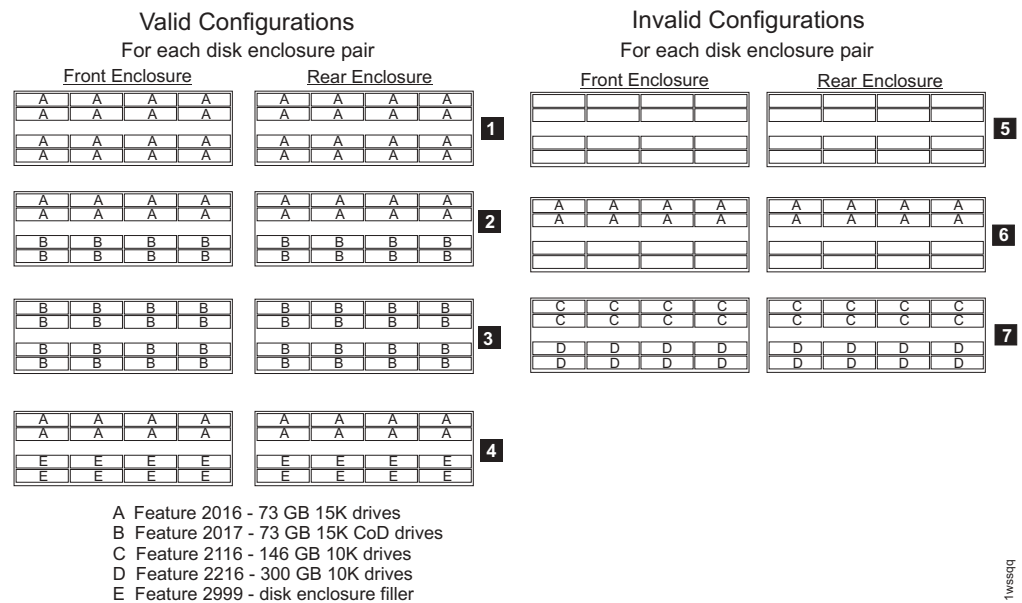 Valid Configurations
For each disk enclosure pair
Front Enclosure Rear Enclosure
A A A A A A A A
A A A A A A A A
A A A A A A A A
A A A A A A A A
1
A A A A A A A A
A A A A A A A A
B B B B B B B B
B B B B B B B B
2
B B B B B B B B
B B B B B B B B
B B B B B B B B
B B B B B B B B
3
A A A A A A A A
A A A A A A A A
E E E E E E E E
E E E E E E E E
4
Invalid Configurations
For each disk enclosure pair
Front Enclosure Rear Enclosure
5
A A A A A A A A
A A A A A A A A
6
C C C C C C C C
C C C C C C C C
D D D D D D D D
D D D D D D D D
7
A Feature 2016 - 73 GB 15K drives
B Feature 2017 - 73 GB 15K CoD drives
C Feature 2116 - 146 GB 10K drives
D Feature 2216 - 300 GB 10K drives
E Feature 2999 - disk enclosure filler
1wssqq